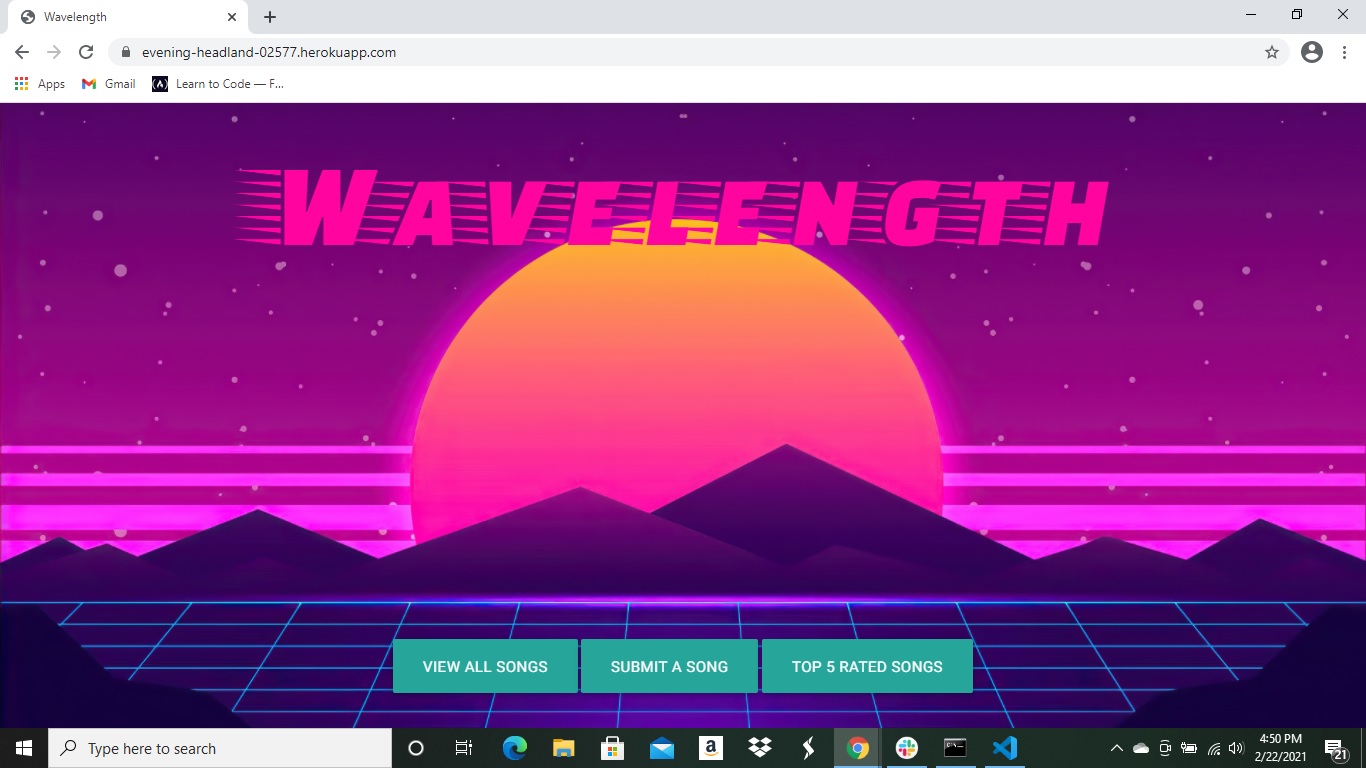 Wavelength
evening-headland-02577.herokuapp.com
Apps
Gmail
Learn to Code — F...
WAVELENGTH
VIEW ALL SONGS
SUBMIT A SONG
TOP 5 RATED SONGS
Type here to search
4:50 PM
2/22/2021
21